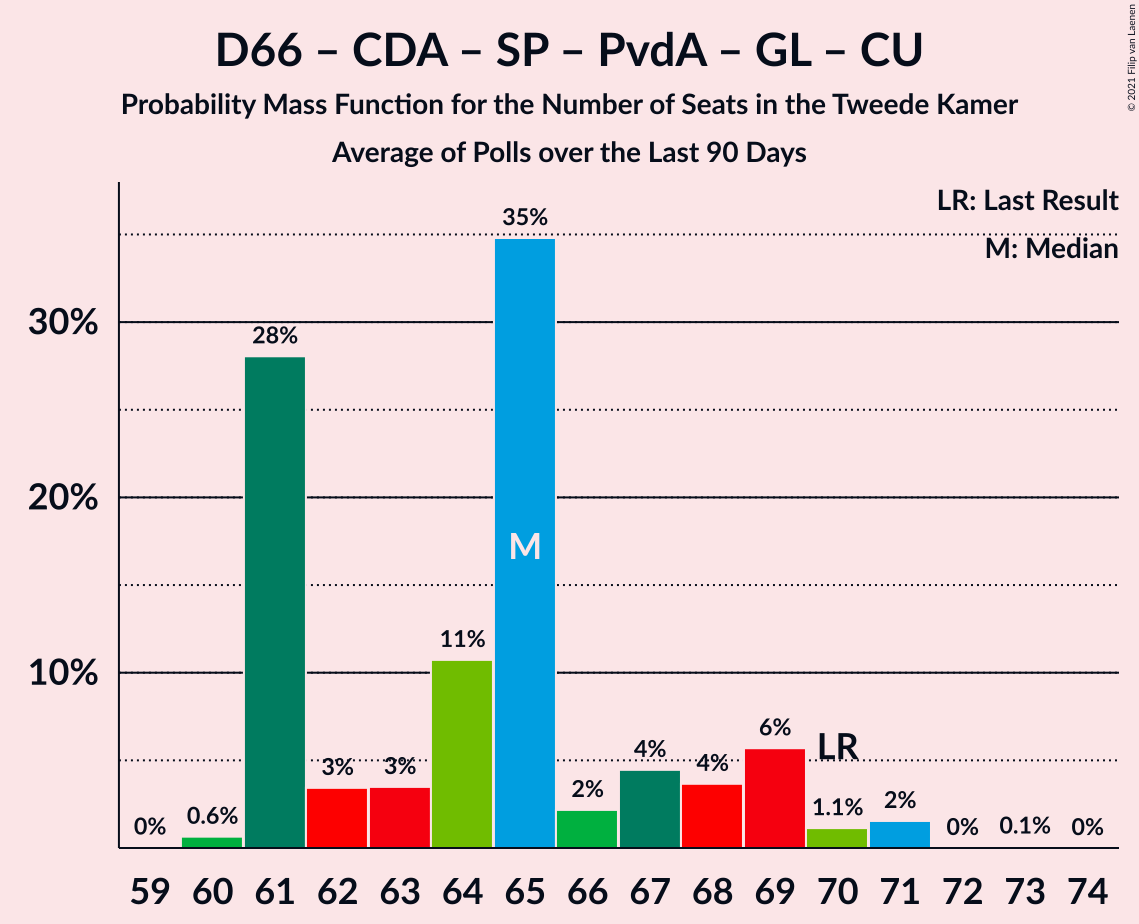 D66 – CDA – SP – PvdA – GL – CU
Probability Mass Function for the Number of Seats in the Tweede Kamer
Average of Polls over the Last 90 Days
© 2021 Filip van Laenen
LR: Last Result
M: Median
30%
20%
10%
0%
0.6%
28%
3%
3%
11%
35%
M
2%
4%
4%
6%
LR
1.1%
2%
0%
0.1%
0%
59 60 61 62 63 64 65 66 67 68 69 70 71 72 73 74